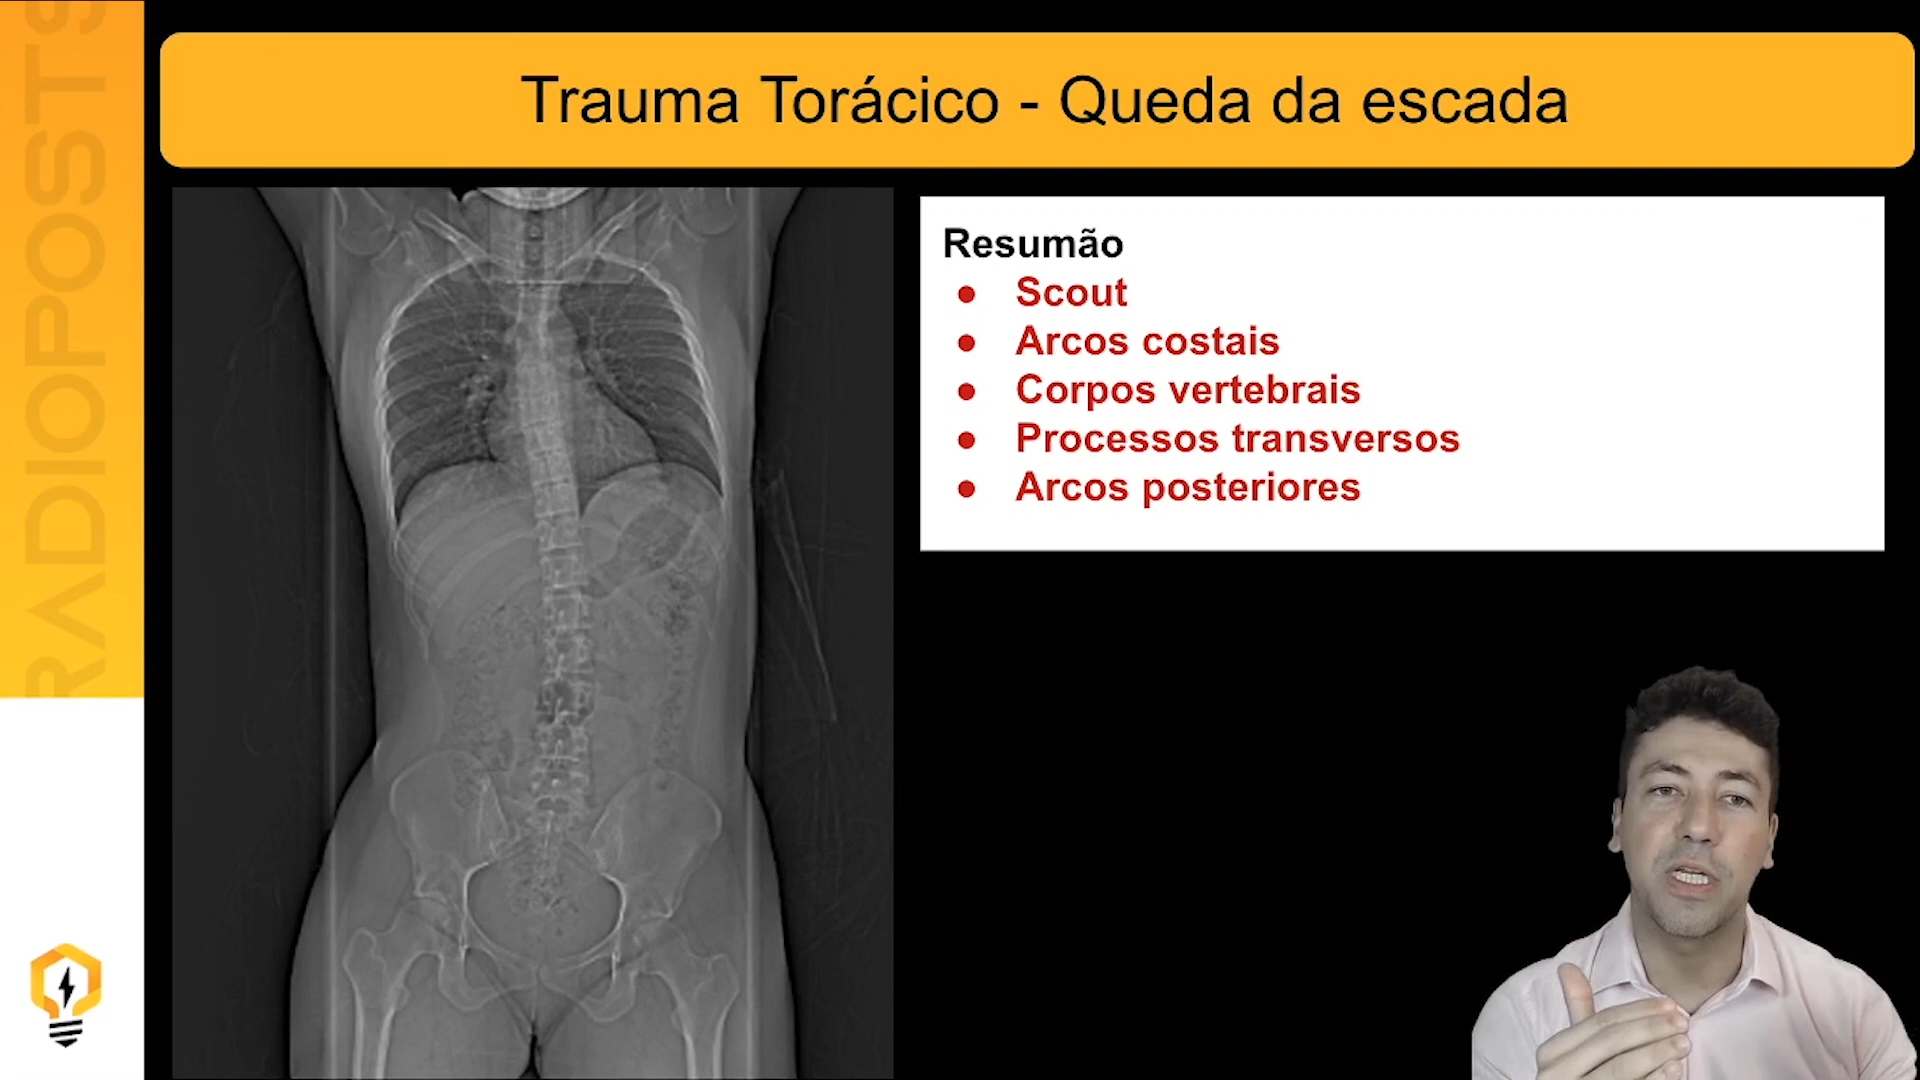 RADIOPOSTS
Trauma Torácico - Queda da escada
Resumão
● Scout
● Arcos costais
● Corpos vertebrais
● Processos transversos
● Arcos posteriores